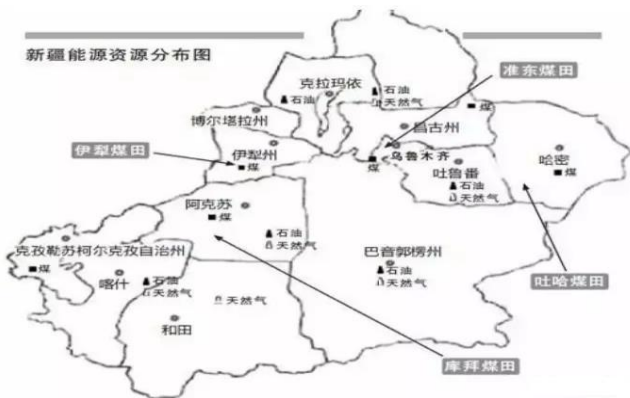 新疆能源资源分布图
克拉玛依
石油
石油
天然气
准东煤田
煤
博尔塔拉州
昌古州
伊犁煤田
伊犁州
煤
乌鲁木齐
煤
吐鲁番
石油
天然气
哈密
煤
阿克苏
煤
石油
天然气
克孜勒苏柯尔克孜自治州
煤
喀什
石油
天然气
巴音郭楞州
石油
天然气
吐哈煤田
天然气
和田
库拜煤田